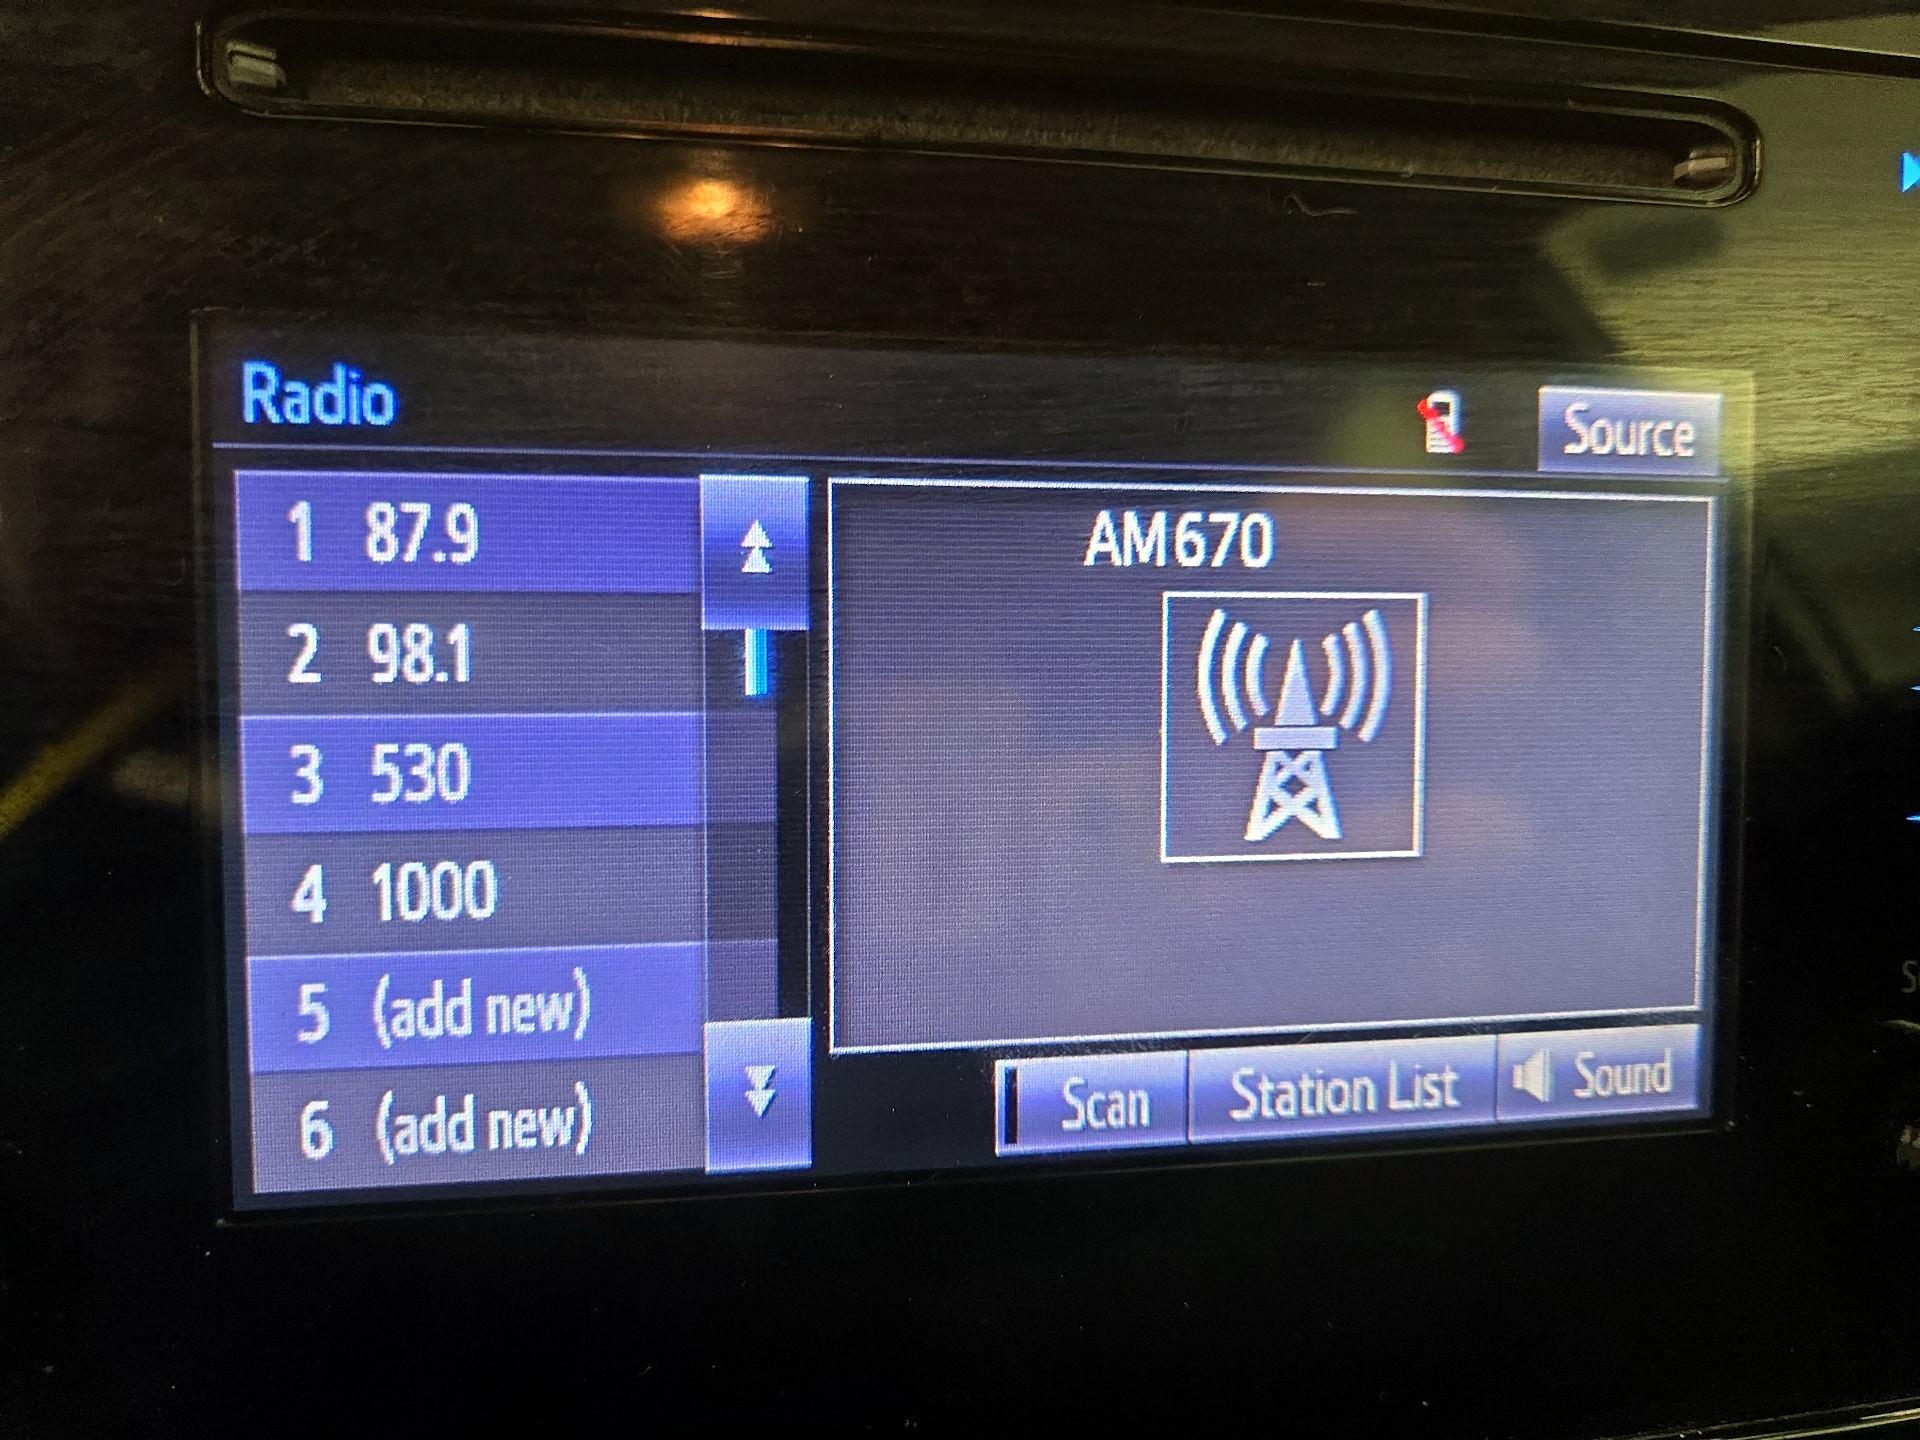 Radio
Source
1 87.9
2 98.1
3 530
4 1000
5 (add new)
6 (add new)
AM670
Scan
Station List
Sound